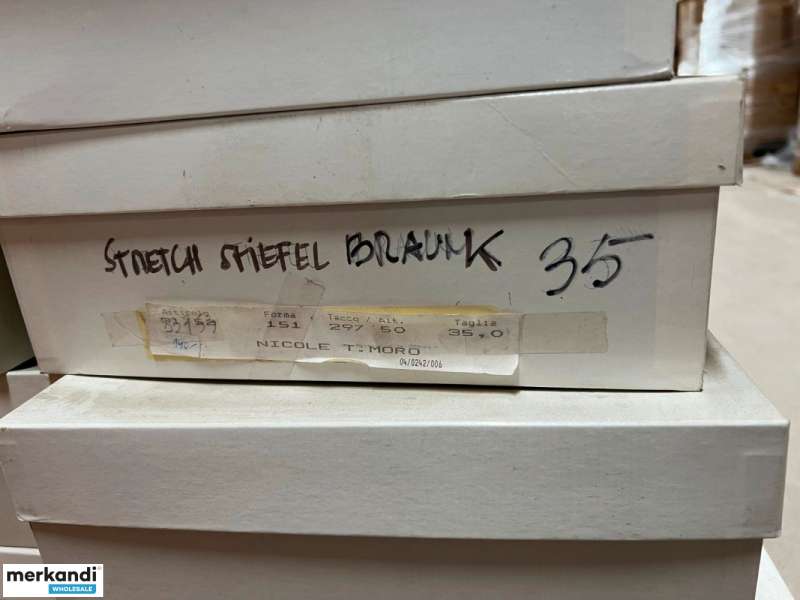 STRETCH STIEFEL BRAUN K 35
Articolo Forma Tacco / Alt. Taglia
151 297 50 35,0
NICOLE T.MORO
04/0242/006
merkandi
WHOLESALE